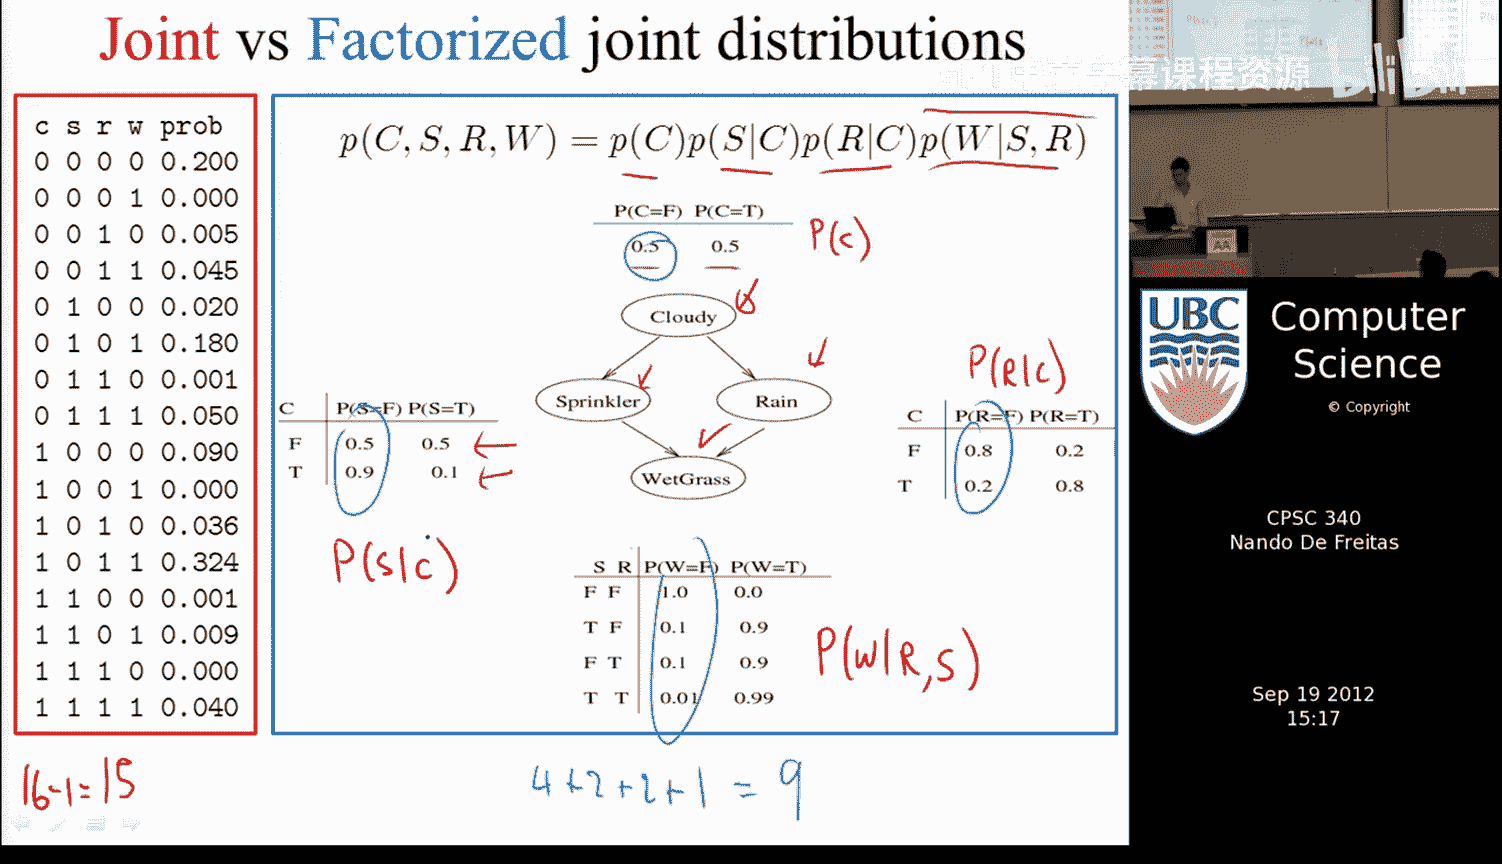 Joint vs Factorized joint distributions
c s r w prob
0 0 0 0 0.200
0 0 0 1 0.000
0 0 1 0 0.005
0 0 1 1 0.045
0 1 0 0 0.020
0 1 0 1 0.180
0 1 1 0 0.001
0 1 1 1 0.050
1 0 0 0 0.090
1 0 0 1 0.000
1 0 1 0 0.036
1 0 1 1 0.324
1 1 0 0 0.001
1 1 0 1 0.009
1 1 1 0 0.000
1 1 1 1 0.040
16-1=15
p(C, S, R, W) = p(C)p(S|C)p(R|C)p(W|S, R)
P(C=F) P(C=T)
0.5 0.5
P(C)
Cloudy
Sprinkler
Rain
WetGrass
C P(S=F) P(S=T)
F 0.5 0.5
T 0.9 0.1
P(S|C)
P(R|C)
C P(R=F) P(R=T)
F 0.8 0.2
T 0.2 0.8
S R P(W=F) P(W=T)
F F 1.0 0.0
T F 0.1 0.9
F T 0.1 0.9
T T 0.01 0.99
P(W|R,S)
4+2+2+1 = 9
课程资源
bilibili
UBC
Computer
Science
© Copyright
CPSC 340
Nando De Freitas
Sep 19 2012
15:17